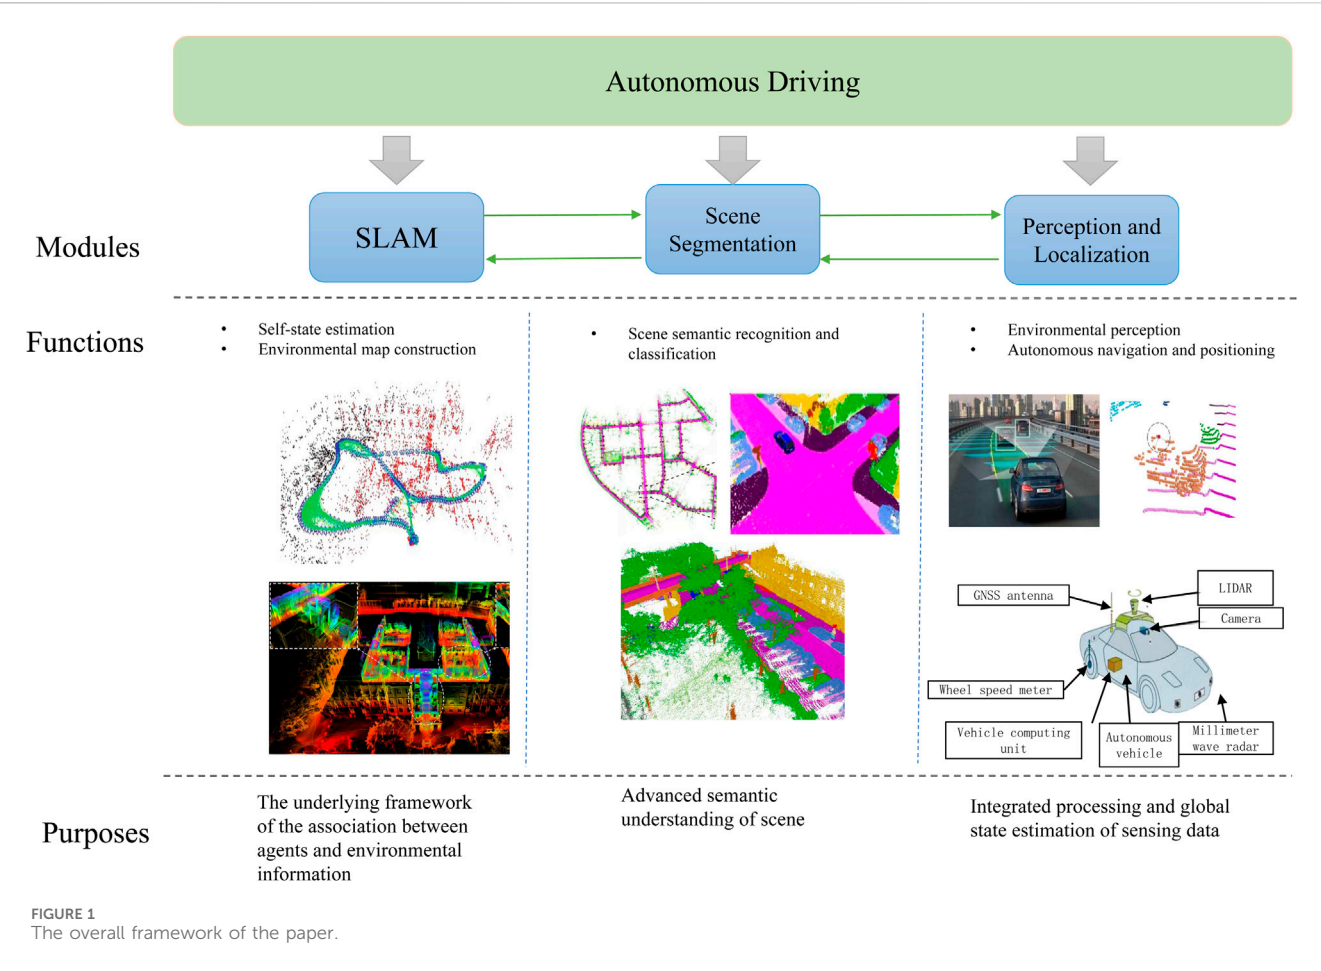 Autonomous Driving
Modules
SLAM
Scene
Segmentation
Perception and
Localization
Functions
• Self-state estimation
• Environmental map construction
• Scene semantic recognition and
classification
• Environmental perception
• Autonomous navigation and positioning
GNSS antenna
LIDAR
Camera
Wheel speed meter
Vehicle computing
unit
Autonomous
vehicle
Millimeter
wave radar
Purposes
The underlying framework
of the association between
agents and environmental
information
Advanced semantic
understanding of scene
Integrated processing and global
state estimation of sensing data
FIGURE 1
The overall framework of the paper.